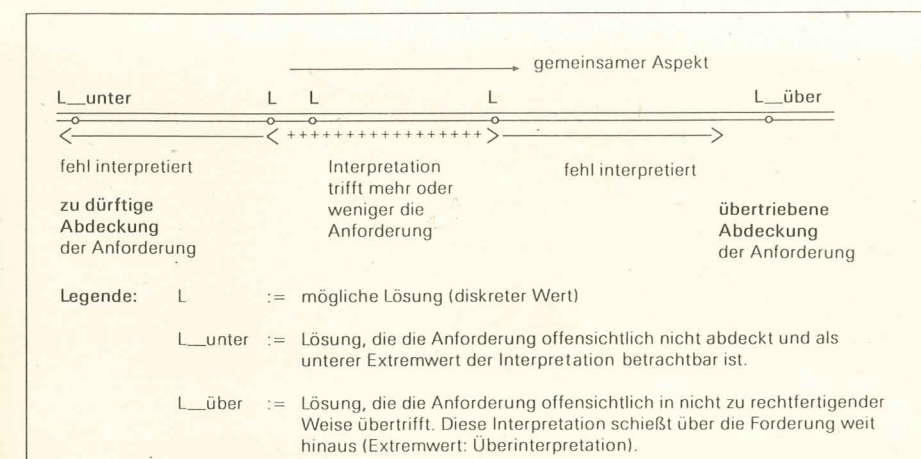 gemeinsamer Aspekt
L__unter L L L L__über
+ + + + + + + + + + + + + + + +
fehl interpretiert
zu dürftige
Abdeckung
der Anforderung
Interpretation
trifft mehr oder
weniger die
Anforderung
fehl interpretiert
übertriebene
Abdeckung
der Anforderung
Legende: L := mögliche Lösung (diskreter Wert)
L__unter := Lösung, die die Anforderung offensichtlich nicht abdeckt und als
unterer Extremwert der Interpretation betrachtbar ist.
L__über := Lösung, die die Anforderung offensichtlich in nicht zu rechtfertigender
Weise übertrifft. Diese Interpretation schießt über die Forderung weit
hinaus (Extremwert: Überinterpretation).